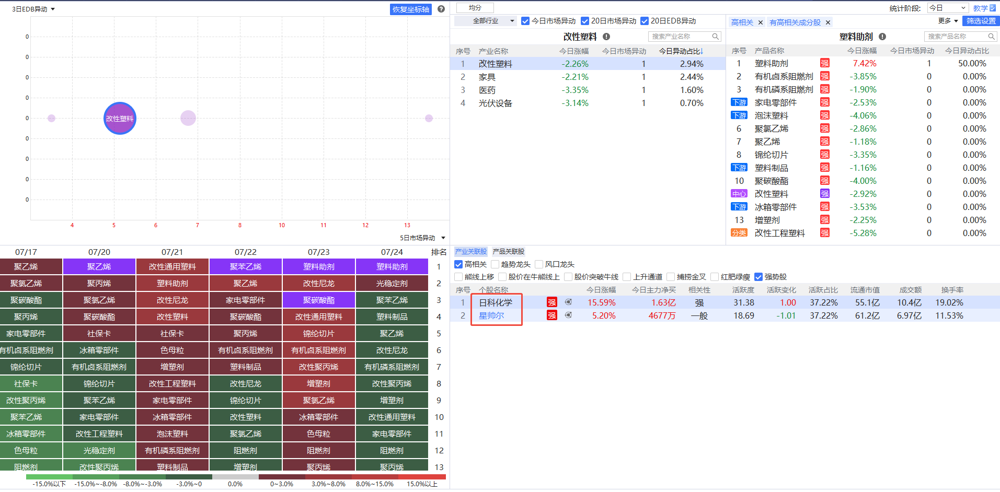 3日EDB异动
恢复坐标轴
?
0
0
0
0
0
0
0
0
0
改性塑料
4 5 6 7 8 10 11 12 13
5日市场异动
均分
统计阶段: 今日 教学
全部行业 今日市场异动 20日市场异动 20日EDB异动
改性塑料 ! 搜索产业名称
序号 产业名称 今日涨幅 今日市场异动 今日异动占比↓
1 改性塑料 -2.26% 1 2.94%
2 家具 -2.21% 1 2.44%
3 医药 -3.35% 1 1.60%
4 光伏设备 -3.14% 1 0.70%
高相关 × 有高相关成分股 × 更多 筛选设置
塑料助剂 ! 搜索产品名称
序号 产品名称 今日涨幅 今日市场异动 今日异动占比
1 塑料助剂 强 7.42% 1 50.00%
2 有机卤系阻燃剂 强 -3.85% 0 0.00%
3 有机磷系阻燃剂 强 -1.90% 0 0.00%
下游 家电零部件 强 -2.53% 0 0.00%
下游 泡沫塑料 强 -4.06% 0 0.00%
6 聚氯乙烯 强 -2.86% 0 0.00%
7 聚乙烯 强 -1.18% 0 0.00%
8 锦纶切片 强 -3.35% 0 0.00%
下游 塑料制品 强 -1.16% 0 0.00%
10 聚碳酸酯 强 -4.00% 0 0.00%
中心 改性塑料 强 -2.92% 0 0.00%
下游 冰箱零部件 强 -3.53% 0 0.00%
13 增塑剂 强 -2.25% 0 0.00%
分类 改性工程塑料 强 -5.28% 0 0.00%
07/17 07/20 07/21 07/22 07/23 07/24 排名
聚乙烯 聚乙烯 改性通用塑料 聚苯乙烯 塑料助剂 塑料助剂 1
聚氯乙烯 聚丙烯 塑料助剂 聚乙烯 改性尼龙 光稳定剂 2
聚碳酸酯 聚氯乙烯 改性尼龙 家电零部件 聚碳酸酯 聚苯乙烯 3
聚丙烯 聚碳酸酯 改性塑料 聚碳酸酯 改性通用塑料 塑料制品 4
家电零部件 社保卡 社保卡 聚丙烯 锦纶切片 聚乙烯 5
有机卤系阻燃剂 冰箱零部件 色母粒 有机卤系阻燃剂 有机卤系阻燃剂 改性尼龙 6
锦纶切片 有机卤系阻燃剂 增塑剂 塑料制品 改性聚丙烯 有机磷系阻燃剂 7
社保卡 锦纶切片 改性工程塑料 改性尼龙 增塑剂 改性聚丙烯 8
改性聚丙烯 聚苯乙烯 家电零部件 锦纶切片 聚氯乙烯 增塑剂 9
聚苯乙烯 家电零部件 冰箱零部件 改性塑料 冰箱零部件 改性通用塑料 10
冰箱零部件 改性工程塑料 泡沫塑料 聚氯乙烯 色母粒 家电零部件 11
色母粒 光稳定剂 有机磷系阻燃剂 阻燃剂 阻燃剂 阻燃剂 12
阻燃剂 改性聚丙烯 塑料制品 增塑剂 聚丙烯 聚丙烯 13
-15.0%以下 -15.0%~-8.0% -8.0%~-3.0% -3.0%~0 0.0% 0~3.0% 3.0%~8.0% 8.0%~15.0% 15.0%以上
产业关联股 产品关联股
高相关 趋势龙头 风口龙头
熊线上移 股价在牛熊线上 股价突破牛线 上升通道 捕捞金叉 红肥绿瘦 强势股
序号 个股名称 今日涨幅 今日主力净买 相关性 活跃度 活跃变化 活跃占比 流通市值 成交额 换手率
1 日科化学 强 15.59% 1.63亿 强 31.38 1.00 37.22% 55.1亿 10.4亿 19.02%
2 星帅尔 强 5.20% 4677万 一般 18.69 -1.01 37.22% 61.2亿 6.97亿 11.53%